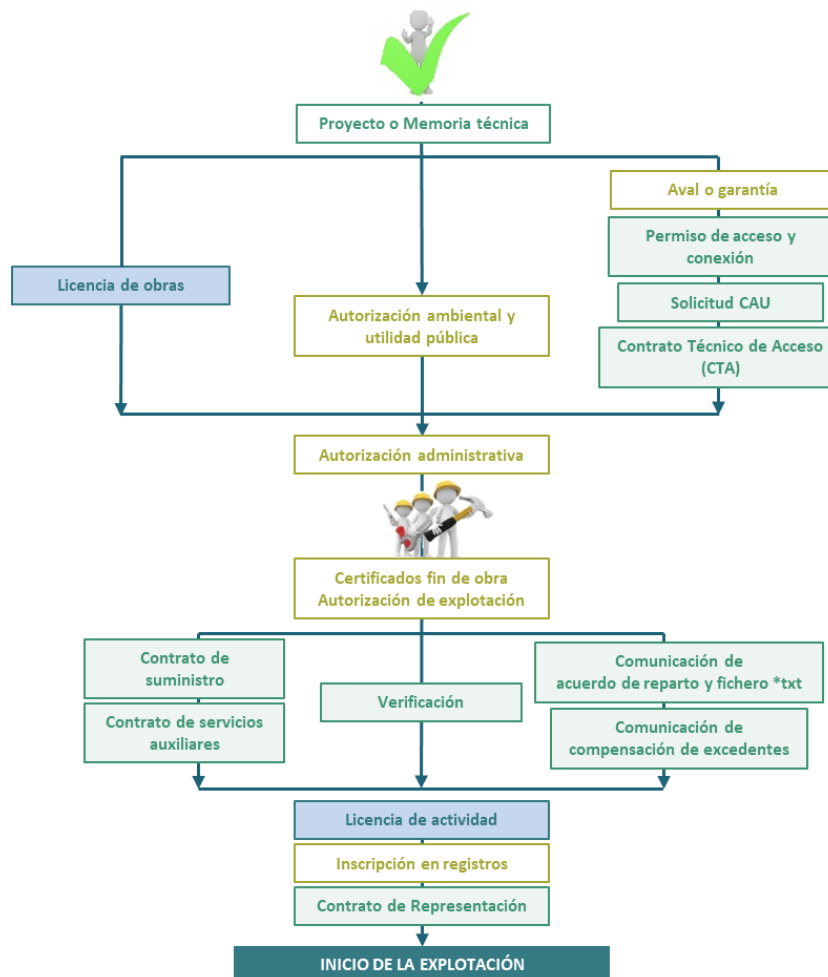 Proyecto o Memoria técnica
Aval o garantía
Permiso de acceso y
conexión
Licencia de obras
Solicitud CAU
Autorización ambiental y
utilidad pública
Contrato Técnico de Acceso
(CTA)
Autorización administrativa
Certificados fin de obra
Autorización de explotación
Contrato de
suministro
Contrato de servicios
auxiliares
Verificación
Comunicación de
acuerdo de reparto y fichero *txt
Comunicación de
compensación de excedentes
Licencia de actividad
Inscripción en registros
Contrato de Representación
INICIO DE LA EXPLOTACIÓN